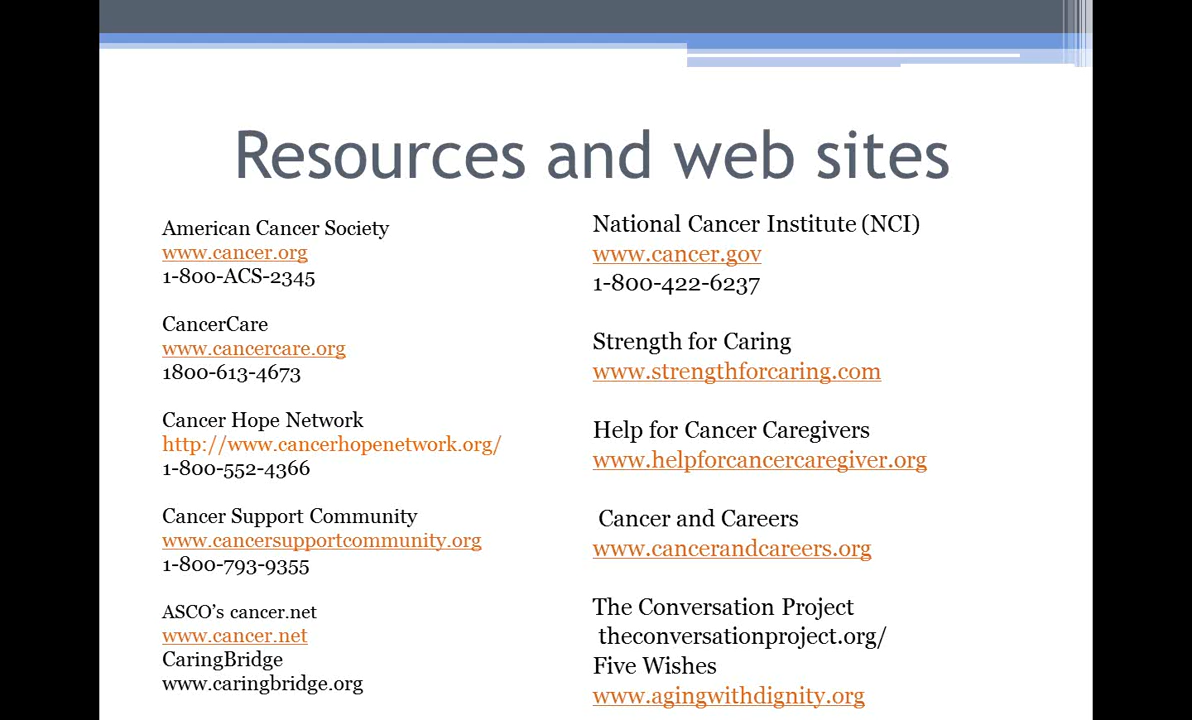 Resources and web sites
American Cancer Society
www.cancer.org
1-800-ACS-2345
CancerCare
www.cancercare.org
1800-613-4673
Cancer Hope Network
http://www.cancerhopenetwork.org/
1-800-552-4366
Cancer Support Community
www.cancersupportcommunity.org
1-800-793-9355
ASCO’s cancer.net
www.cancer.net
CaringBridge
www.caringbridge.org
National Cancer Institute (NCI)
www.cancer.gov
1-800-422-6237
Strength for Caring
www.strengthforcaring.com
Help for Cancer Caregivers
www.helpforcancercaregiver.org
Cancer and Careers
www.cancerandcareers.org
The Conversation Project
theconversationproject.org/
Five Wishes
www.agingwithdignity.org